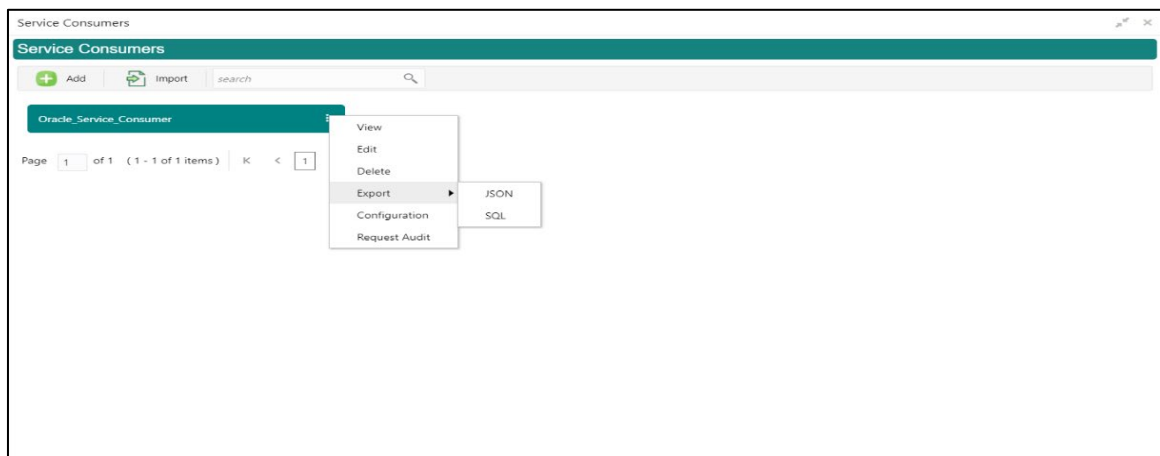 Service Consumers
Service Consumers
Add Import search
Oracle_Service_Consumer
View
Edit
Delete
Export
JSON
SQL
Configuration
Request Audit
Page 1 of 1 (1 - 1 of 1 items) K < 1